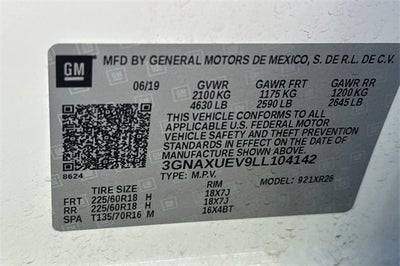 GM
MFD BY GENERAL MOTORS DE MEXICO, S. DE R.L. DE C.V.
06/19 GVWR GAWR FRT GAWR RR
2100 KG 1175 KG 1200 KG
4630 LB 2590 LB 2645 LB
THIS VEHICLE CONFORMS TO ALL
APPLICABLE U.S. FEDERAL MOTOR
VEHICLE SAFETY AND THEFT PREVENTION
STANDARDS IN EFFECT ON THE DATE OF
MANUFACTURE SHOWN ABOVE.
3GNAXUEV9LL104142
8624
TYPE: M.P.V. MODEL: 921XR26
TIRE SIZE RIM
FRT 225/60R18 H 18X7J
RR 225/60R18 H 18X7J
SPA T135/70R16 M 16X4BT